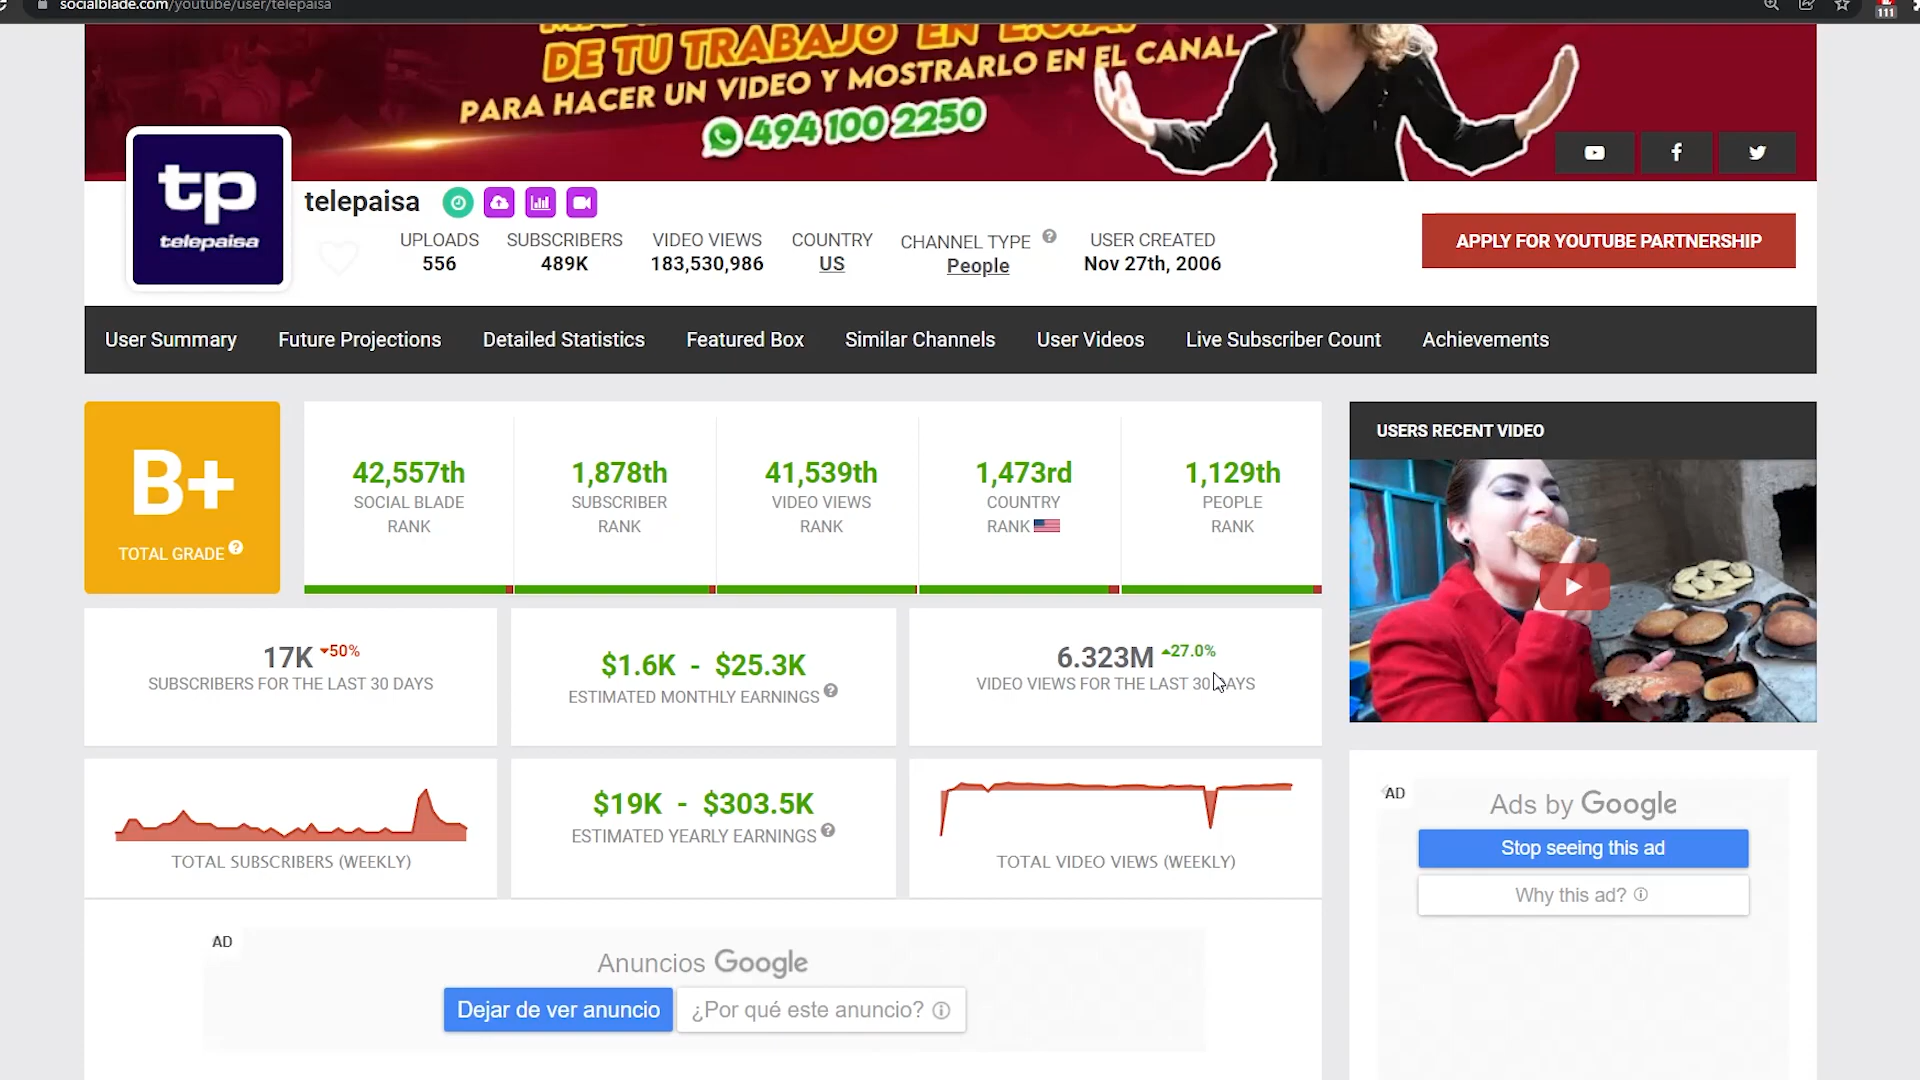 socialblade.com/youtube/user/telepaisa
111
DE TU TRABAJO EN E.U.A.
PARA HACER UN VIDEO Y MOSTRARLO EN EL CANAL
494 100 2250
tp
telepaisa
telepaisa
UPLOADS
556
SUBSCRIBERS
489K
VIDEO VIEWS
183,530,986
COUNTRY
US
CHANNEL TYPE
People
USER CREATED
Nov 27th, 2006
APPLY FOR YOUTUBE PARTNERSHIP
User Summary
Future Projections
Detailed Statistics
Featured Box
Similar Channels
User Videos
Live Subscriber Count
Achievements
B+
TOTAL GRADE
42,557th
SOCIAL BLADE
RANK
1,878th
SUBSCRIBER
RANK
41,539th
VIDEO VIEWS
RANK
1,473rd
COUNTRY
RANK
1,129th
PEOPLE
RANK
USERS RECENT VIDEO
17K 50%
SUBSCRIBERS FOR THE LAST 30 DAYS
$1.6K - $25.3K
ESTIMATED MONTHLY EARNINGS
6.323M 27.0%
VIDEO VIEWS FOR THE LAST 30 DAYS
TOTAL SUBSCRIBERS (WEEKLY)
$19K - $303.5K
ESTIMATED YEARLY EARNINGS
TOTAL VIDEO VIEWS (WEEKLY)
AD
Ads by Google
Stop seeing this ad
Why this ad?
AD
Anuncios Google
Dejar de ver anuncio
¿Por qué este anuncio?